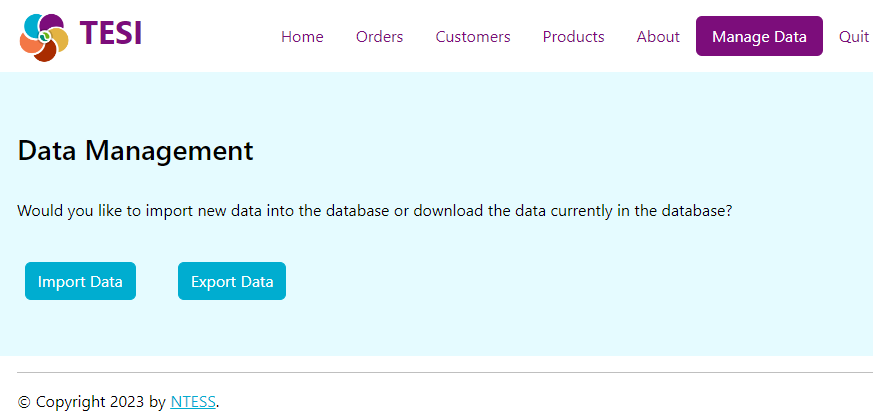 TESI
Home Orders Customers Products About Manage Data Quit
Data Management
Would you like to import new data into the database or download the data currently in the database?
Import Data Export Data
© Copyright 2023 by NTESS.